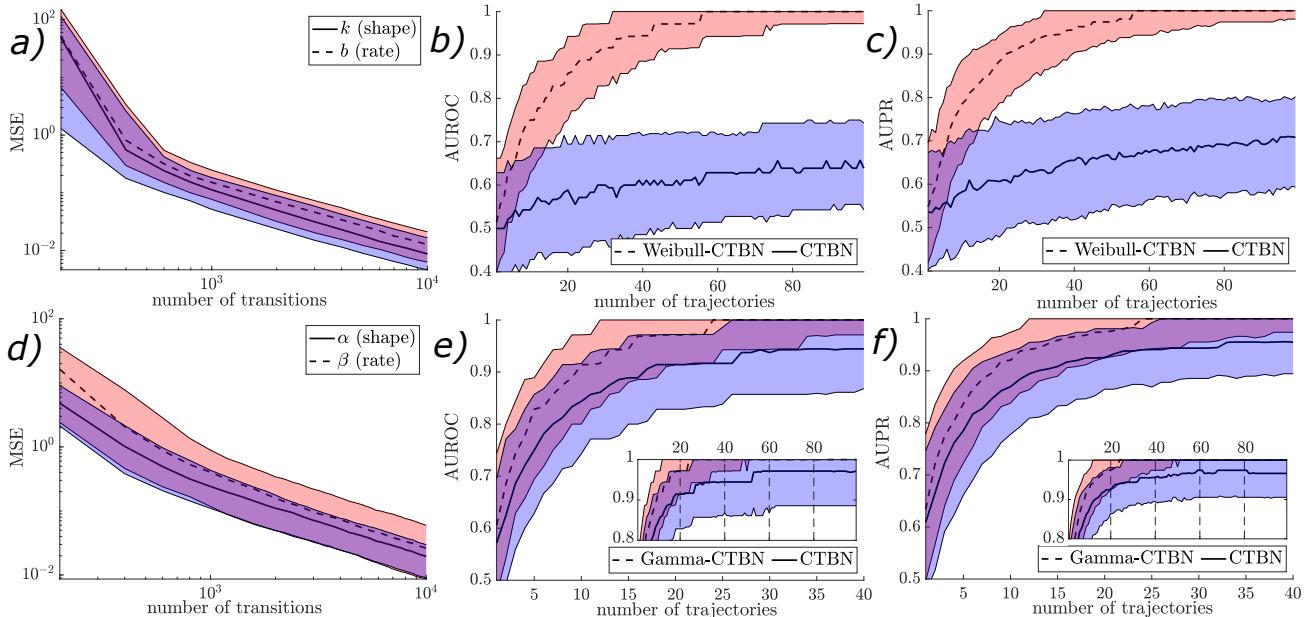 a)
MSE
10^2
10^0
10^-2
k (shape)
b (rate)
10^3
10^4
number of transitions
b)
AUROC
1
0.9
0.8
0.7
0.6
0.5
0.4
Weibull-CTBN
CTBN
20
40
60
80
number of trajectories
c)
AUPR
1
0.9
0.8
0.7
0.6
0.5
0.4
Weibull-CTBN
CTBN
20
40
60
80
number of trajectories
d)
MSE
10^2
10^0
10^-2
α (shape)
β (rate)
10^3
10^4
number of transitions
e)
AUROC
1
0.9
0.8
0.7
0.6
0.5
20
40
60
80
1
0.9
0.8
Gamma-CTBN
CTBN
5
10
15
20
25
30
35
40
number of trajectories
f)
AUPR
1
0.9
0.8
0.7
0.6
0.5
20
40
60
80
1
0.9
0.8
Gamma-CTBN
CTBN
5
10
15
20
25
30
35
40
number of trajectories